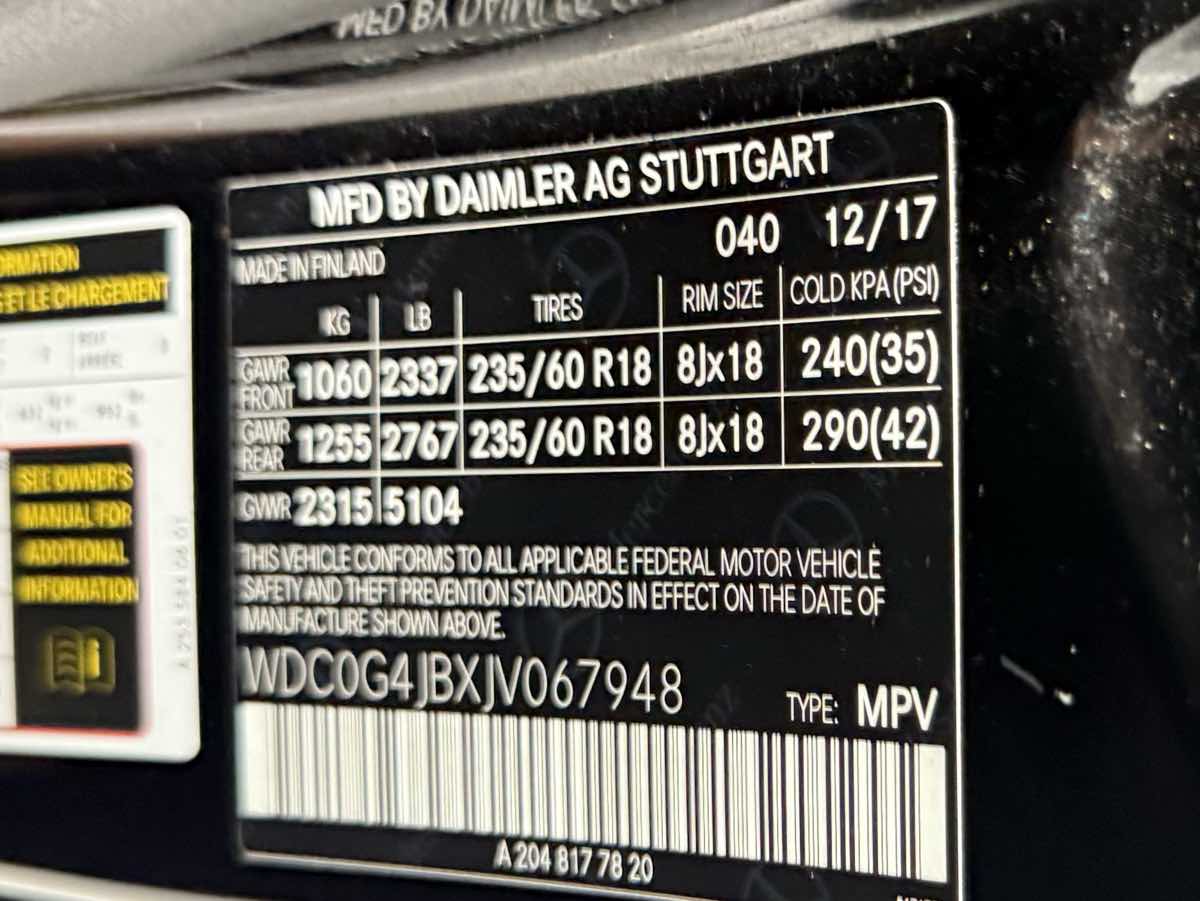 MFD BY DAIMLER AG STUTTGART
MADE IN FINLAND 040 12/17
KG LB TIRES RIM SIZE COLD KPA (PSI)
GAWR FRONT 1060 2337 235/60 R18 8Jx18 240(35)
GAWR REAR 1255 2767 235/60 R18 8Jx18 290(42)
GVWR 2315 5104
THIS VEHICLE CONFORMS TO ALL APPLICABLE FEDERAL MOTOR VEHICLE
SAFETY AND THEFT PREVENTION STANDARDS IN EFFECT ON THE DATE OF
MANUFACTURE SHOWN ABOVE.
WDC0G4JBXJV067948
TYPE: MPV
A 204 817 78 20
ET LE CHARGEMENT
SEE OWNER'S
MANUAL FOR
ADDITIONAL
INFORMATION